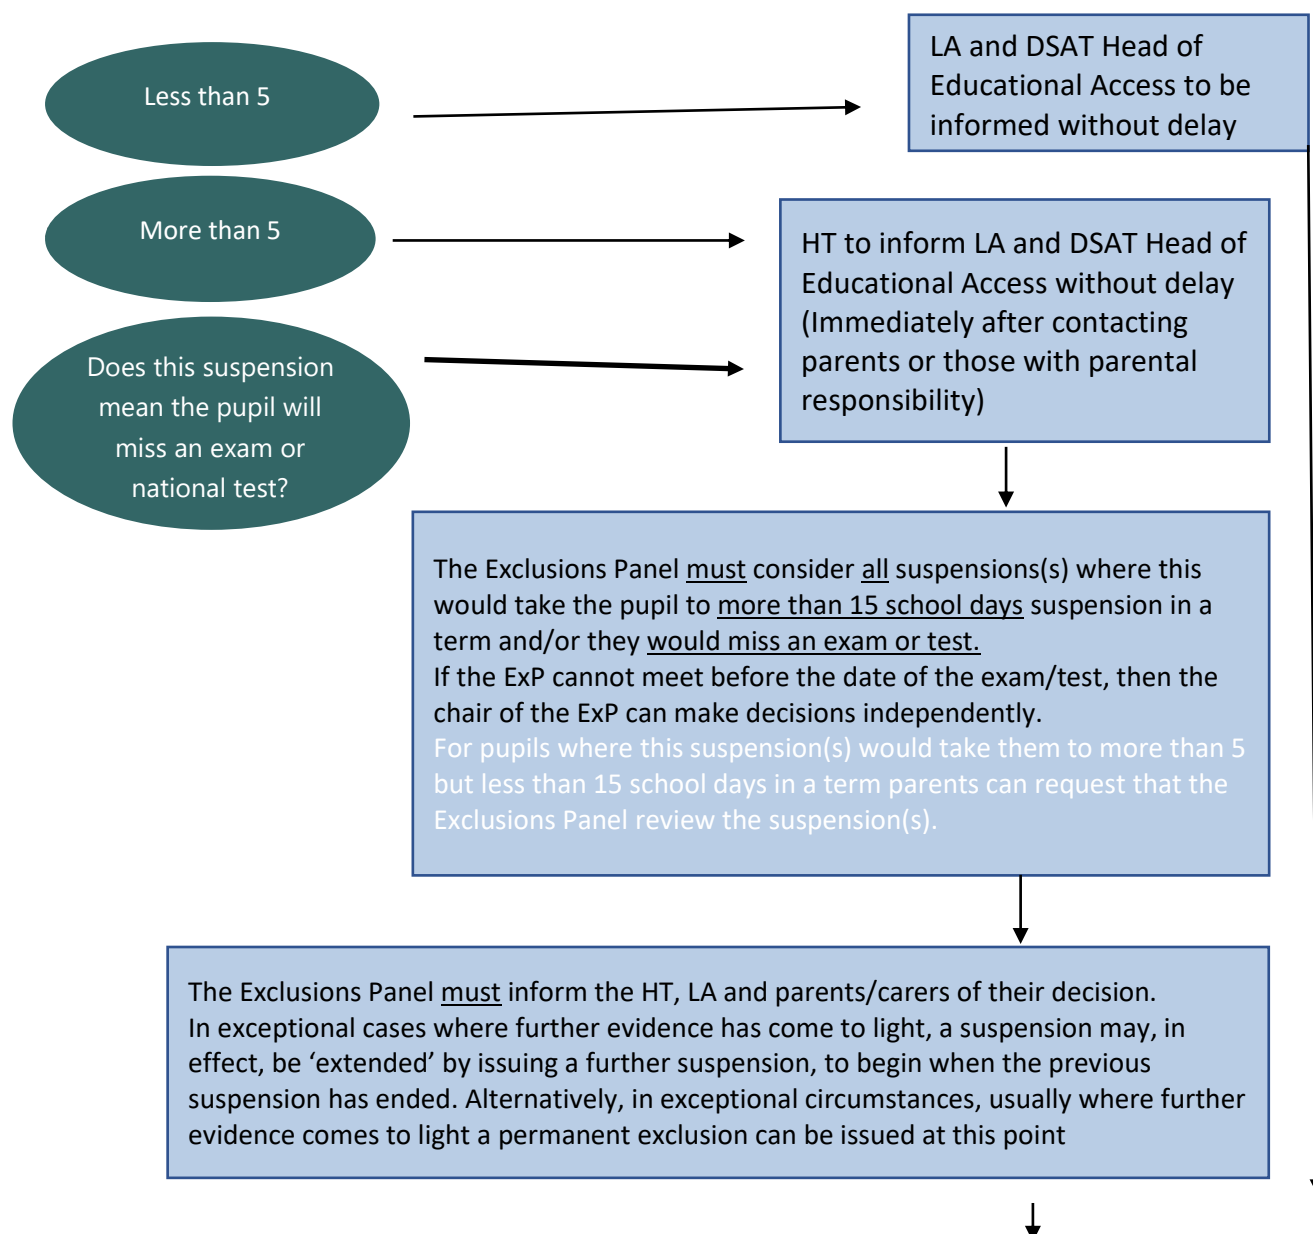 Less than 5
LA and DSAT Head of
Educational Access to be
informed without delay
More than 5
HT to inform LA and DSAT Head of
Educational Access without delay
(Immediately after contacting
parents or those with parental
responsibility)
Does this suspension
mean the pupil will
miss an exam or
national test?
The Exclusions Panel must consider all suspensions(s) where this
would take the pupil to more than 15 school days suspension in a
term and/or they would miss an exam or test.
If the ExP cannot meet before the date of the exam/test, then the
chair of the ExP can make decisions independently.
For pupils where this suspension(s) would take them to more than 5
but less than 15 school days in a term parents can request that the
Exclusions Panel review the suspension(s).
The Exclusions Panel must inform the HT, LA and parents/carers of their decision.
In exceptional cases where further evidence has come to light, a suspension may, in
effect, be ‘extended’ by issuing a further suspension, to begin when the previous
suspension has ended. Alternatively, in exceptional circumstances, usually where further
evidence comes to light a permanent exclusion can be issued at this point